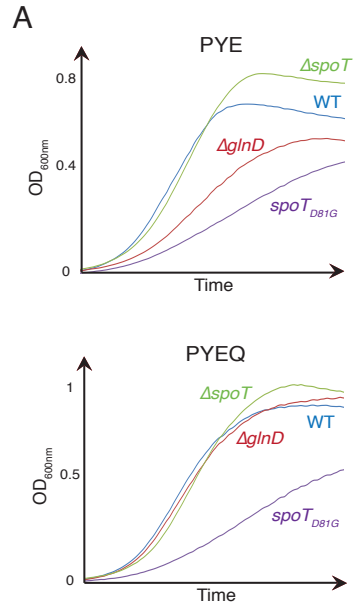 A
PYE
0.8
ΔspoT
WT
ΔglnD
0.4
OD600nm
spoTD81G
0
Time
PYEQ
1
ΔspoT
WT
ΔglnD
0.5
OD600nm
spoTD81G
0
Time